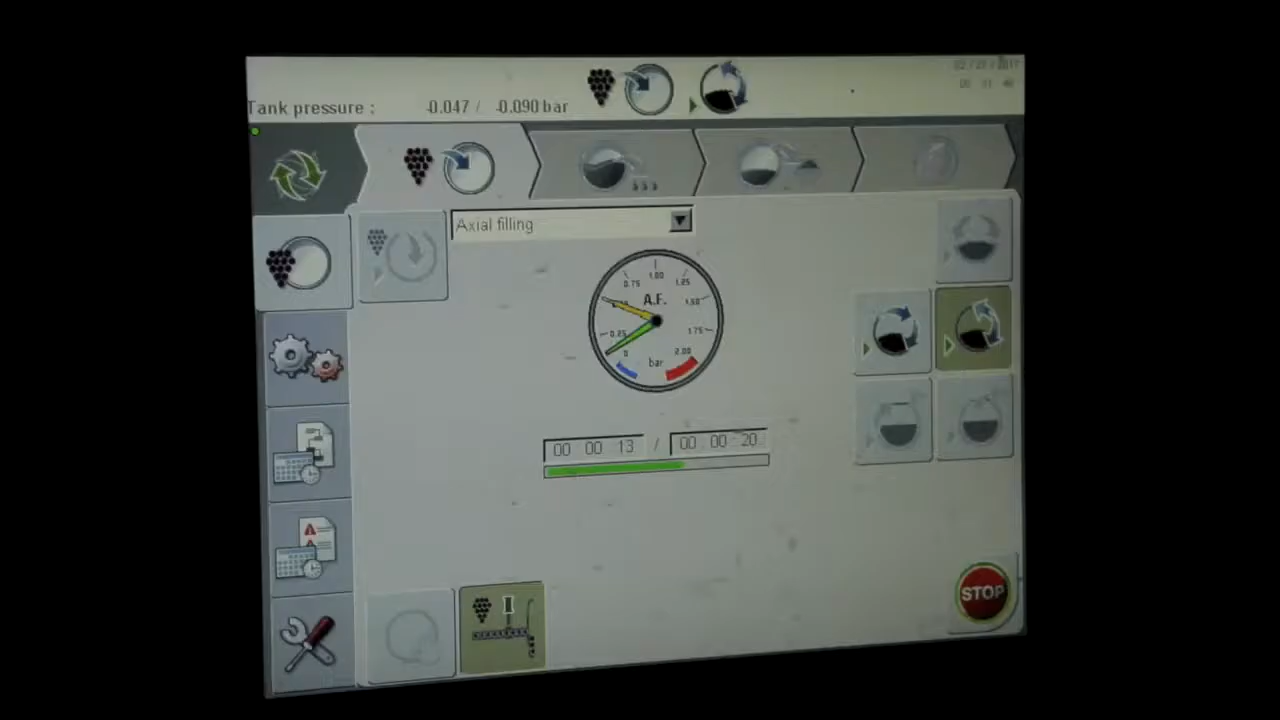 Tank pressure : -0.047 / -0.090 bar
Axial filling
1.00
0.75 1.25
A.F. 1.50
0.25 1.75
0 bar 2.00
00 00 13 / 00 00 20
STOP